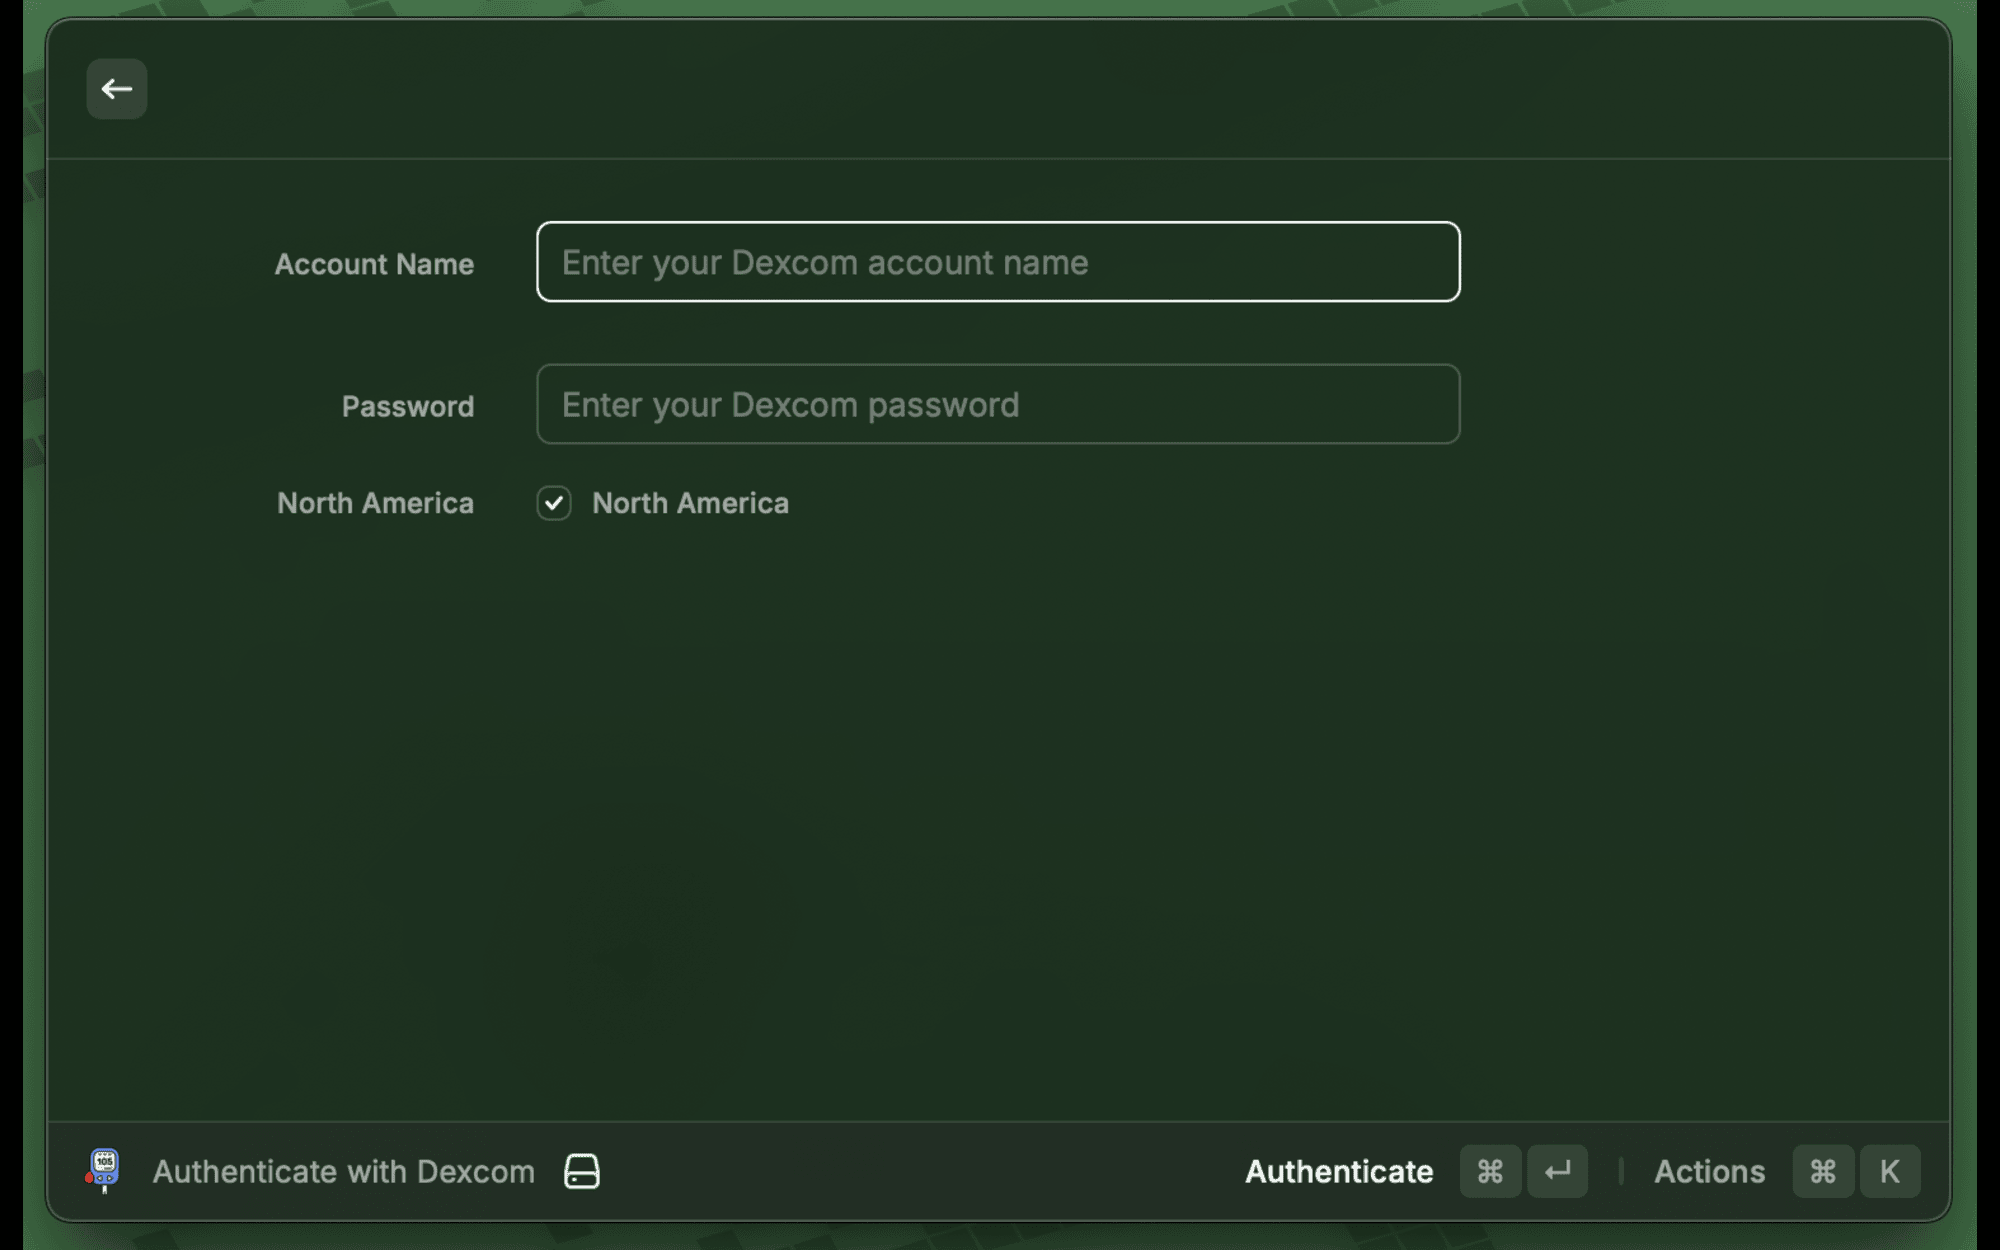 Account Name
Enter your Dexcom account name
Password
Enter your Dexcom password
North America
North America
105
Authenticate with Dexcom
Authenticate ⌘ ↵ | Actions ⌘ K